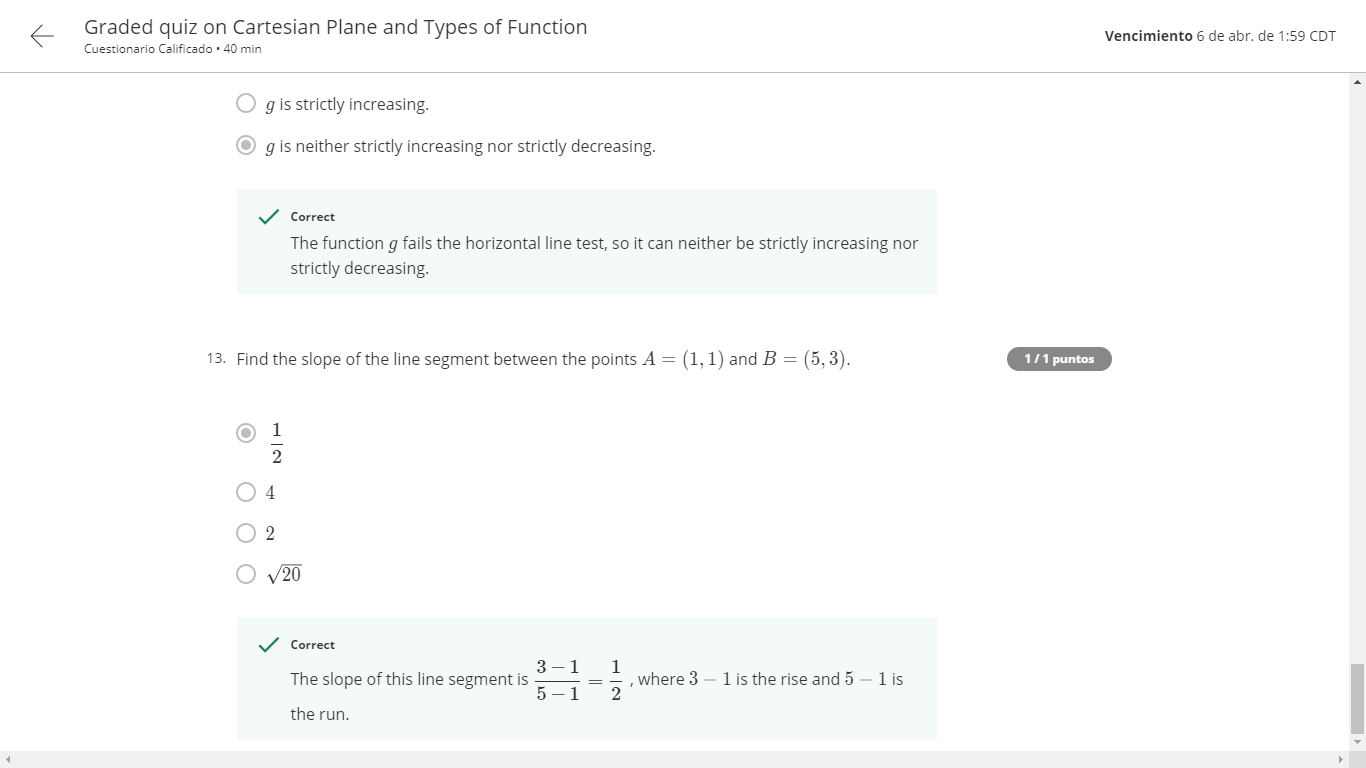 Graded quiz on Cartesian Plane and Types of Function
Cuestionario Calificado • 40 min
Vencimiento 6 de abr. de 1:59 CDT
g is strictly increasing.
g is neither strictly increasing nor strictly decreasing.
Correct
The function g fails the horizontal line test, so it can neither be strictly increasing nor
strictly decreasing.
13. Find the slope of the line segment between the points A = (1, 1) and B = (5, 3).
1 / 1 puntos
1/2
4
2
√20
Correct
The slope of this line segment is (3 − 1)/(5 − 1) = 1/2 , where 3 − 1 is the rise and 5 − 1 is
the run.